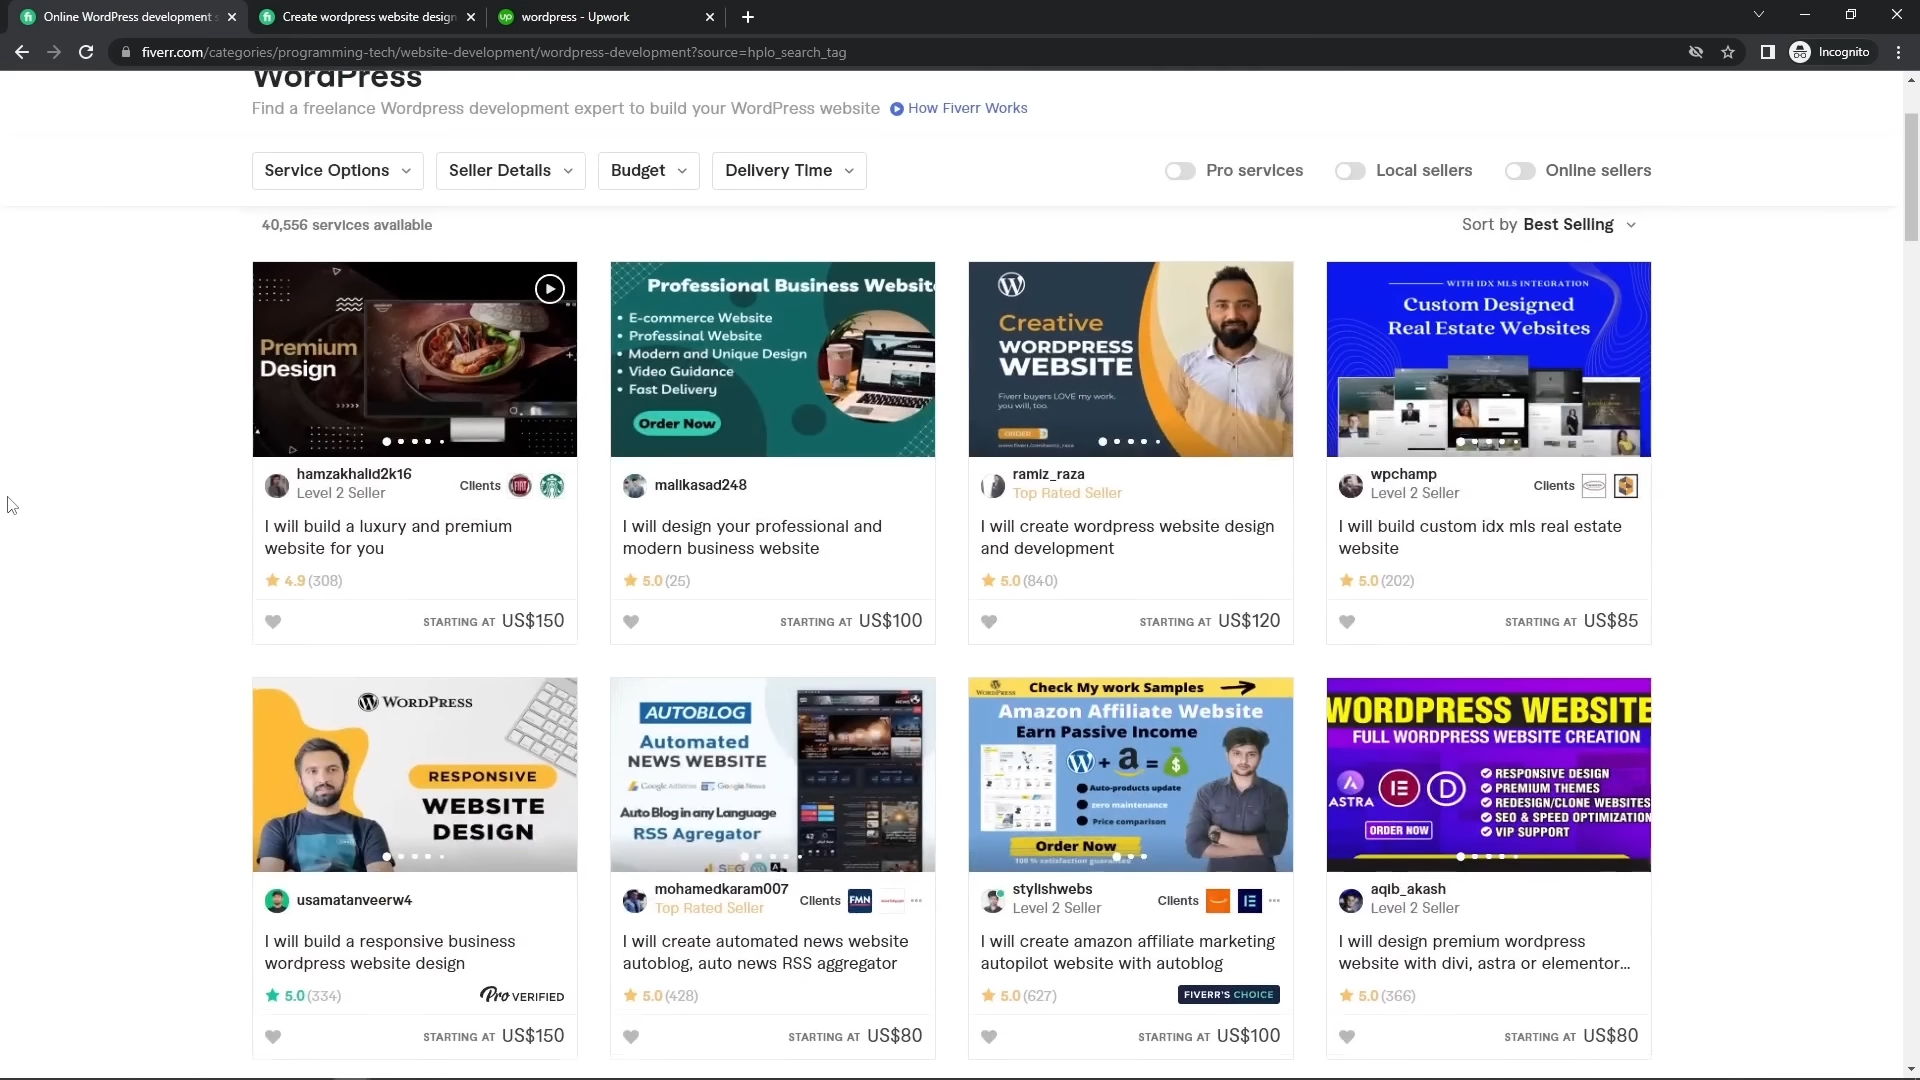 Online WordPress development s
Create wordpress website design
wordpress - Upwork
fiverr.com/categories/programming-tech/website-development/wordpress-development?source=hplo_search_tag
Incognito
WordPress
Find a freelance Wordpress development expert to build your WordPress website
How Fiverr Works
Service Options
Seller Details
Budget
Delivery Time
Pro services
Local sellers
Online sellers
40,556 services available
Sort by Best Selling
Premium
Design
hamzakhalid2k16
Level 2 Seller
Clients
FIAT
I will build a luxury and premium
website for you
4.9 (308)
STARTING AT US$150
Professional Business Websit
• E-commerce Website
• Professinal Website
• Modern and Unique Design
• Video Guidance
• Fast Delivery
Order Now
malikasad248
I will design your professional and
modern business website
5.0 (25)
STARTING AT US$100
Creative
WORDPRESS
WEBSITE
Fiverr buyers LOVE my work.
you will, too.
ORDER
ramiz_raza
Top Rated Seller
I will create wordpress website design
and development
5.0 (840)
STARTING AT US$120
WITH IDX MLS INTEGRATION
Custom Designed
Real Estate Websites
wpchamp
Level 2 Seller
Clients
I will build custom idx mls real estate
website
5.0 (202)
STARTING AT US$85
WORDPRESS
RESPONSIVE
WEBSITE
DESIGN
usamatanveerw4
I will build a responsive business
wordpress website design
5.0 (334)
Pro VERIFIED
STARTING AT US$150
AUTOBLOG
Automated
NEWS WEBSITE
Google Adsense
Google News
Auto Blog in any Language
RSS Agregator
SEO
mohamedkaram007
Top Rated Seller
Clients
FMN
I will create automated news website
autoblog, auto news RSS aggregator
5.0 (428)
STARTING AT US$80
WORDPRESS
Check My work Samples
Amazon Affiliate Website
Earn Passive Income
+ a = $
Auto-products update
zero maintenance
Price comparison
Order Now
100 % satisfaction guarantee
stylishwebs
Level 2 Seller
Clients
I will create amazon affiliate marketing
autopilot website with autoblog
5.0 (627)
FIVERR'S CHOICE
STARTING AT US$100
WORDPRESS WEBSITE
FULL WORDPRESS WEBSITE CREATION
ASTRA
RESPONSIVE DESIGN
PREMIUM THEMES
REDESIGN/CLONE WEBSITES
SEO & SPEED OPTIMIZATION
VIP SUPPORT
ORDER NOW
aqib_akash
Level 2 Seller
I will design premium wordpress
website with divi, astra or elementor...
5.0 (366)
STARTING AT US$80